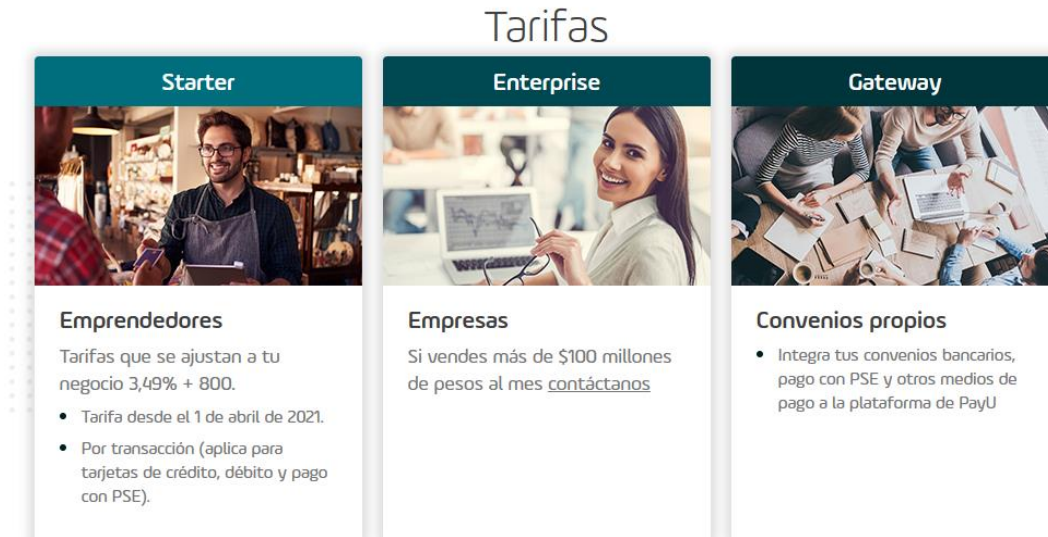 Tarifas
Starter
Emprendedores
Tarifas que se ajustan a tu
negocio 3,49% + 800.
• Tarifa desde el 1 de abril de 2021.
• Por transacción (aplica para
tarjetas de crédito, débito y pago
con PSE).
Enterprise
Empresas
Si vendes más de $100 millones
de pesos al mes contáctanos
Gateway
Convenios propios
• Integra tus convenios bancarios,
pago con PSE y otros medios de
pago a la plataforma de PayU